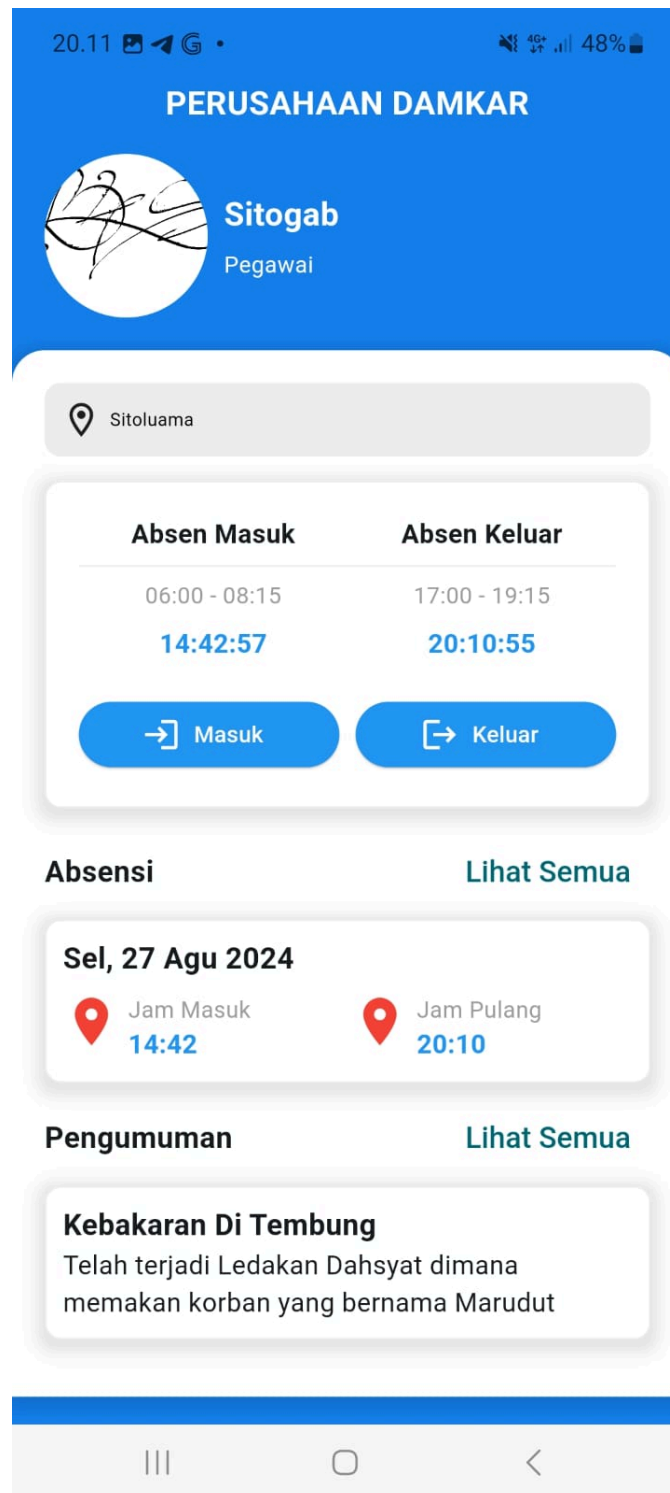 20.11 48%
PERUSAHAAN DAMKAR
Sitogab
Pegawai
Sitoluama
Absen Masuk Absen Keluar
06:00 - 08:15 17:00 - 19:15
14:42:57 20:10:55
Masuk Keluar
Absensi Lihat Semua
Sel, 27 Agu 2024
Jam Masuk Jam Pulang
14:42 20:10
Pengumuman Lihat Semua
Kebakaran Di Tembung
Telah terjadi Ledakan Dahsyat dimana
memakan korban yang bernama Marudut